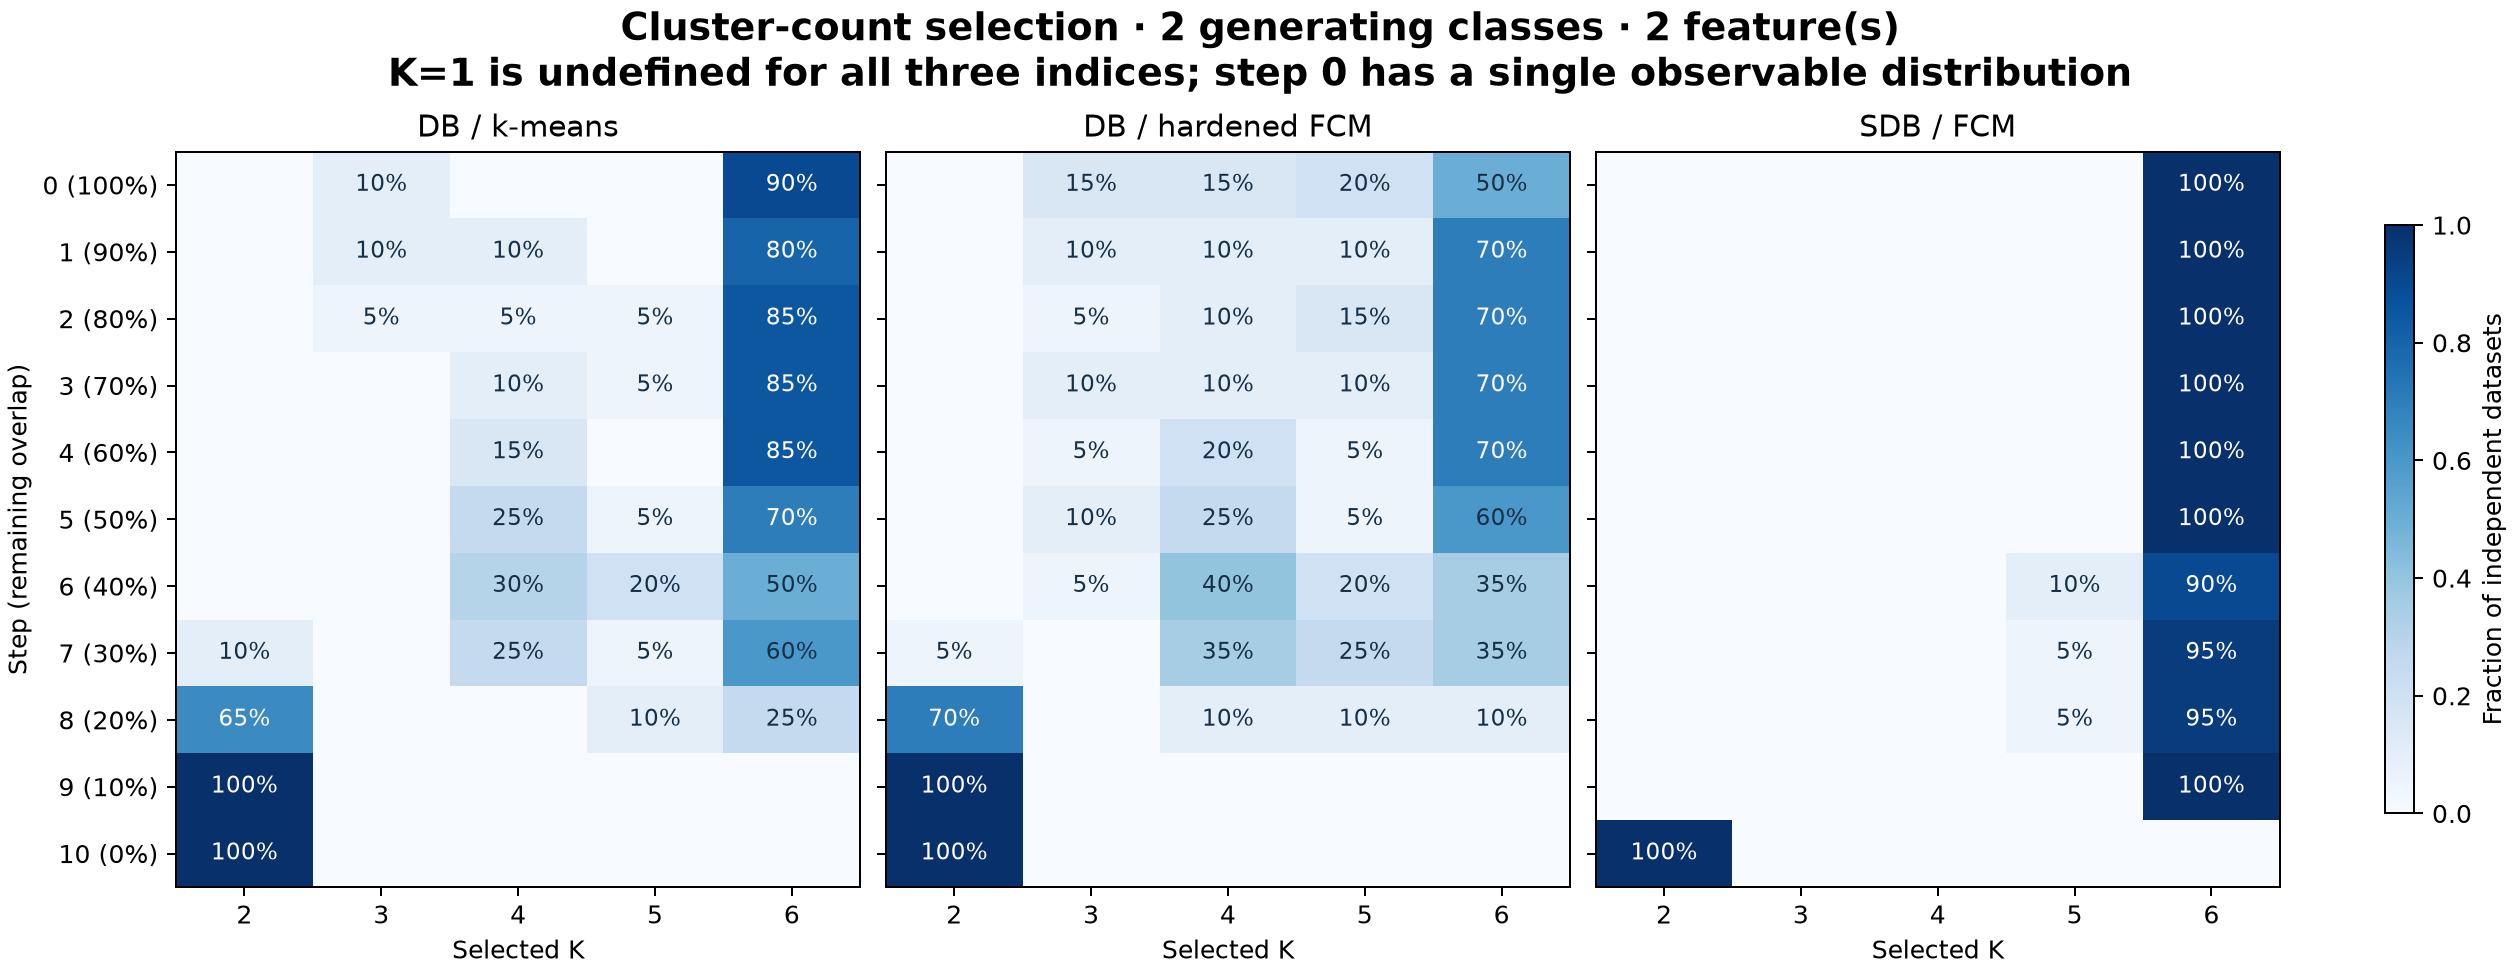 Cluster-count selection · 2 generating classes · 2 feature(s)
K=1 is undefined for all three indices; step 0 has a single observable distribution
DB / k-means
DB / hardened FCM
SDB / FCM
Step (remaining overlap)
0 (100%) 10% 90% 15% 15% 20% 50% 100%
1 (90%) 10% 10% 80% 10% 10% 10% 70% 100%
2 (80%) 5% 5% 5% 85% 5% 10% 15% 70% 100%
3 (70%) 10% 5% 85% 10% 10% 10% 70% 100%
4 (60%) 15% 85% 5% 20% 5% 70% 100%
5 (50%) 25% 5% 70% 10% 25% 5% 60% 100%
6 (40%) 30% 20% 50% 5% 40% 20% 35% 10% 90%
7 (30%) 10% 25% 5% 60% 5% 35% 25% 35% 5% 95%
8 (20%) 65% 10% 25% 70% 10% 10% 10% 5% 95%
9 (10%) 100% 100% 100%
10 (0%) 100% 100% 100%
2 3 4 5 6 2 3 4 5 6 2 3 4 5 6
Selected K
Selected K
Selected K
1.0
0.8
0.6
0.4
0.2
0.0
Fraction of independent datasets